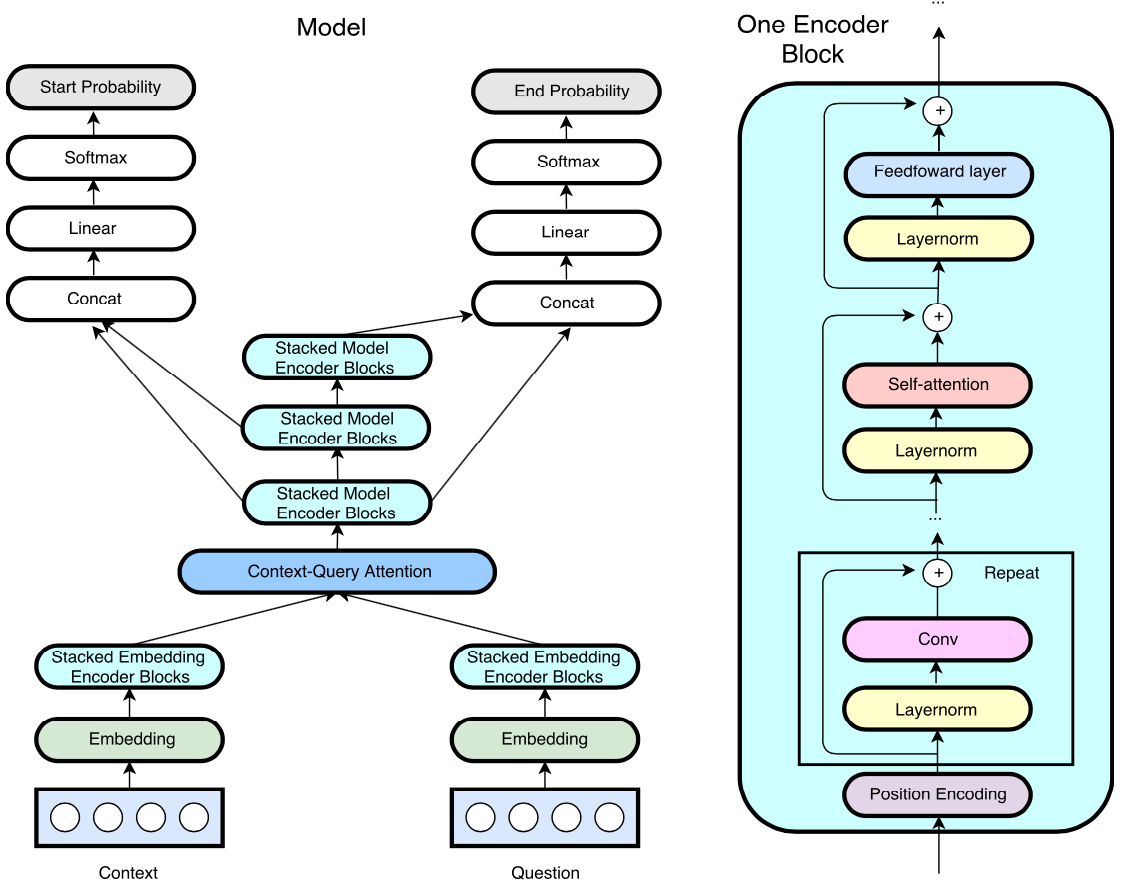 Model
Start Probability
Softmax
Linear
Concat
End Probability
Softmax
Linear
Concat
Stacked Model
Encoder Blocks
Stacked Model
Encoder Blocks
Stacked Model
Encoder Blocks
Context-Query Attention
Stacked Embedding
Encoder Blocks
Stacked Embedding
Encoder Blocks
Embedding
Embedding
Context
Question
One Encoder
Block
...
+
Feedfoward layer
Layernorm
+
Self-attention
Layernorm
...
+
Repeat
Conv
Layernorm
Position Encoding